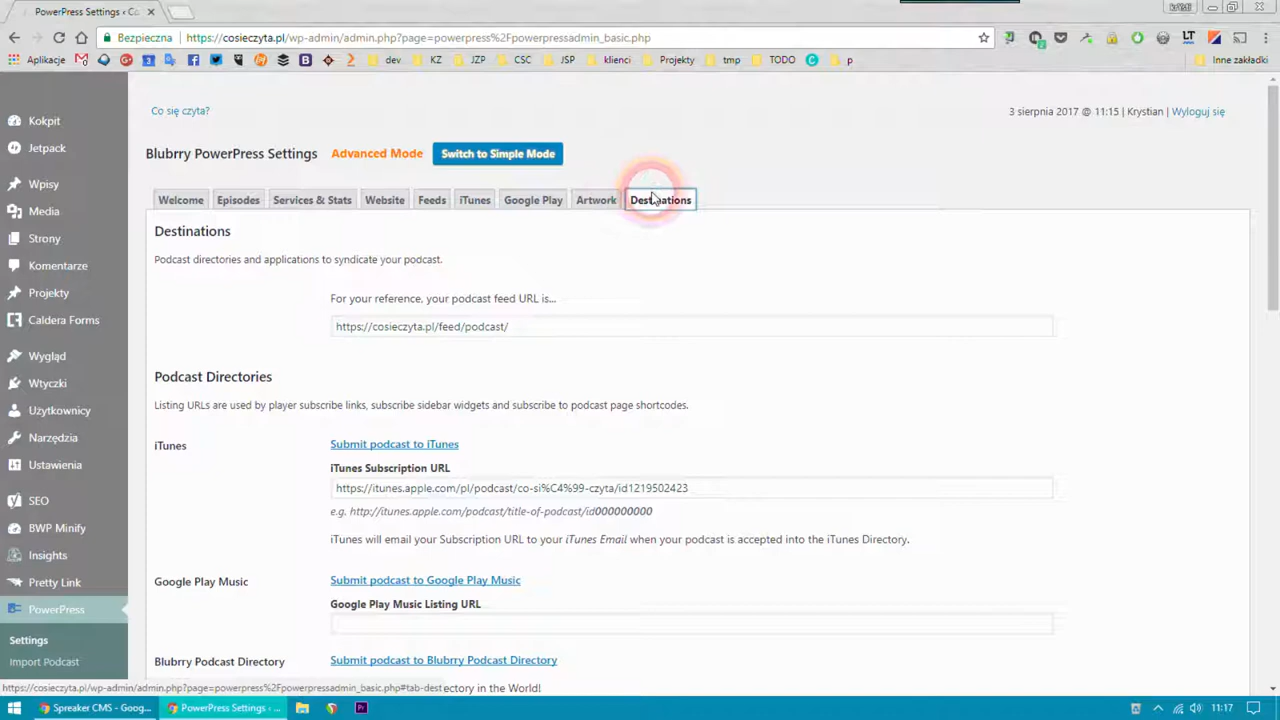 PowerPress Settings ‹ Co
Bezpieczna
https://cosieczyta.pl/wp-admin/admin.php?page=powerpress%2Fpowerpressadmin_basic.php
Aplikacje
dev
KZ
JZP
CSC
JSP
klienci
Projekty
tmp
TODO
p
Inne zakładki
Co się czyta?
3 sierpnia 2017 @ 11:15 | Krystian | Wyloguj się
Kokpit
Jetpack
Wpisy
Media
Strony
Komentarze
Projekty
Caldera Forms
Wygląd
Wtyczki
Użytkownicy
Narzędzia
Ustawienia
SEO
BWP Minify
Insights
Pretty Link
PowerPress
Settings
Import Podcast
Blubrry PowerPress Settings Advanced Mode Switch to Simple Mode
Welcome Episodes Services & Stats Website Feeds iTunes Google Play Artwork Destinations
Destinations
Podcast directories and applications to syndicate your podcast.
For your reference, your podcast feed URL is...
https://cosieczyta.pl/feed/podcast/
Podcast Directories
Listing URLs are used by player subscribe links, subscribe sidebar widgets and subscribe to podcast page shortcodes.
iTunes
Submit podcast to iTunes
iTunes Subscription URL
https://itunes.apple.com/pl/podcast/co-si%C4%99-czyta/id1219502423
e.g. http://itunes.apple.com/podcast/title-of-podcast/id000000000
iTunes will email your Subscription URL to your iTunes Email when your podcast is accepted into the iTunes Directory.
Google Play Music
Submit podcast to Google Play Music
Google Play Music Listing URL
Blubrry Podcast Directory
Submit podcast to Blubrry Podcast Directory
ectory in the World!
https://cosieczyta.pl/wp-admin/admin.php?page=powerpress%2Fpowerpressadmin_basic.php#tab-dest
Spreaker CMS - Goog...
PowerPress Settings ‹ ...
11:17